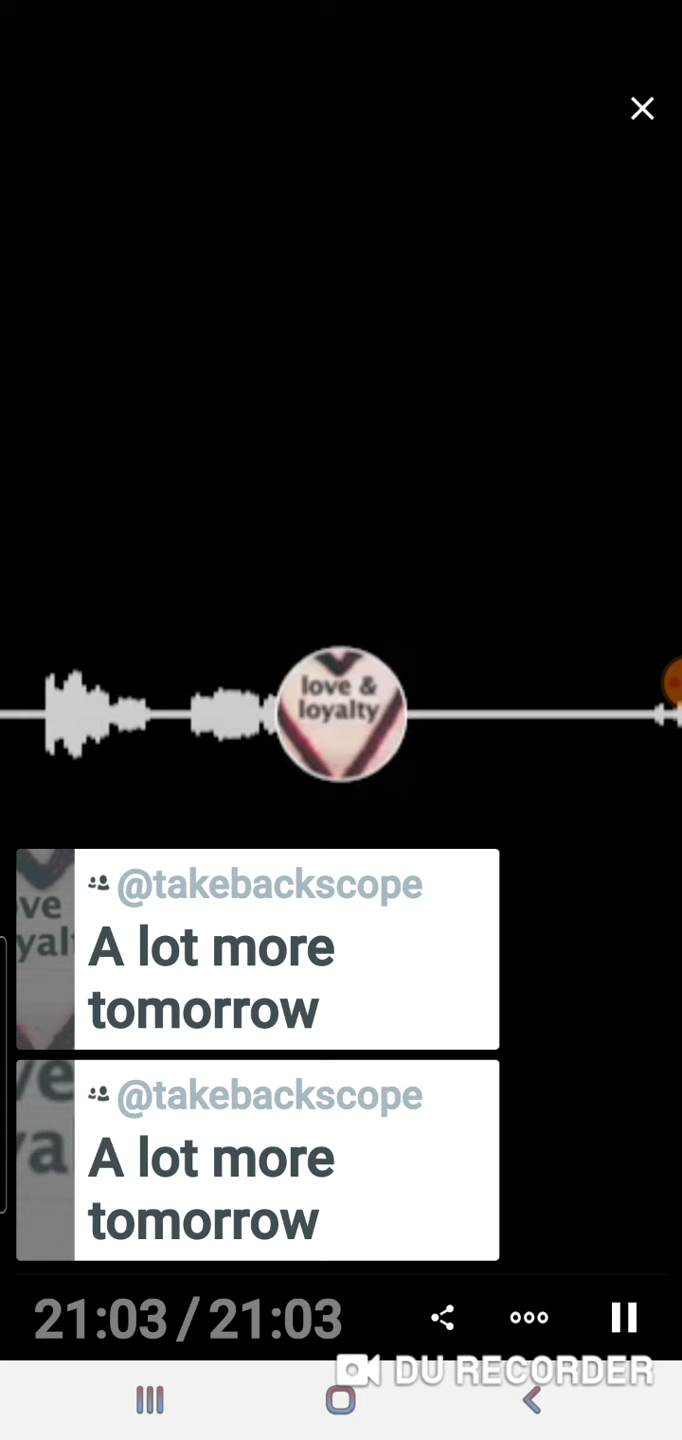 love &
loyalty
@takebackscope
A lot more
tomorrow
@takebackscope
A lot more
tomorrow
21:03 / 21:03
DU RECORDER